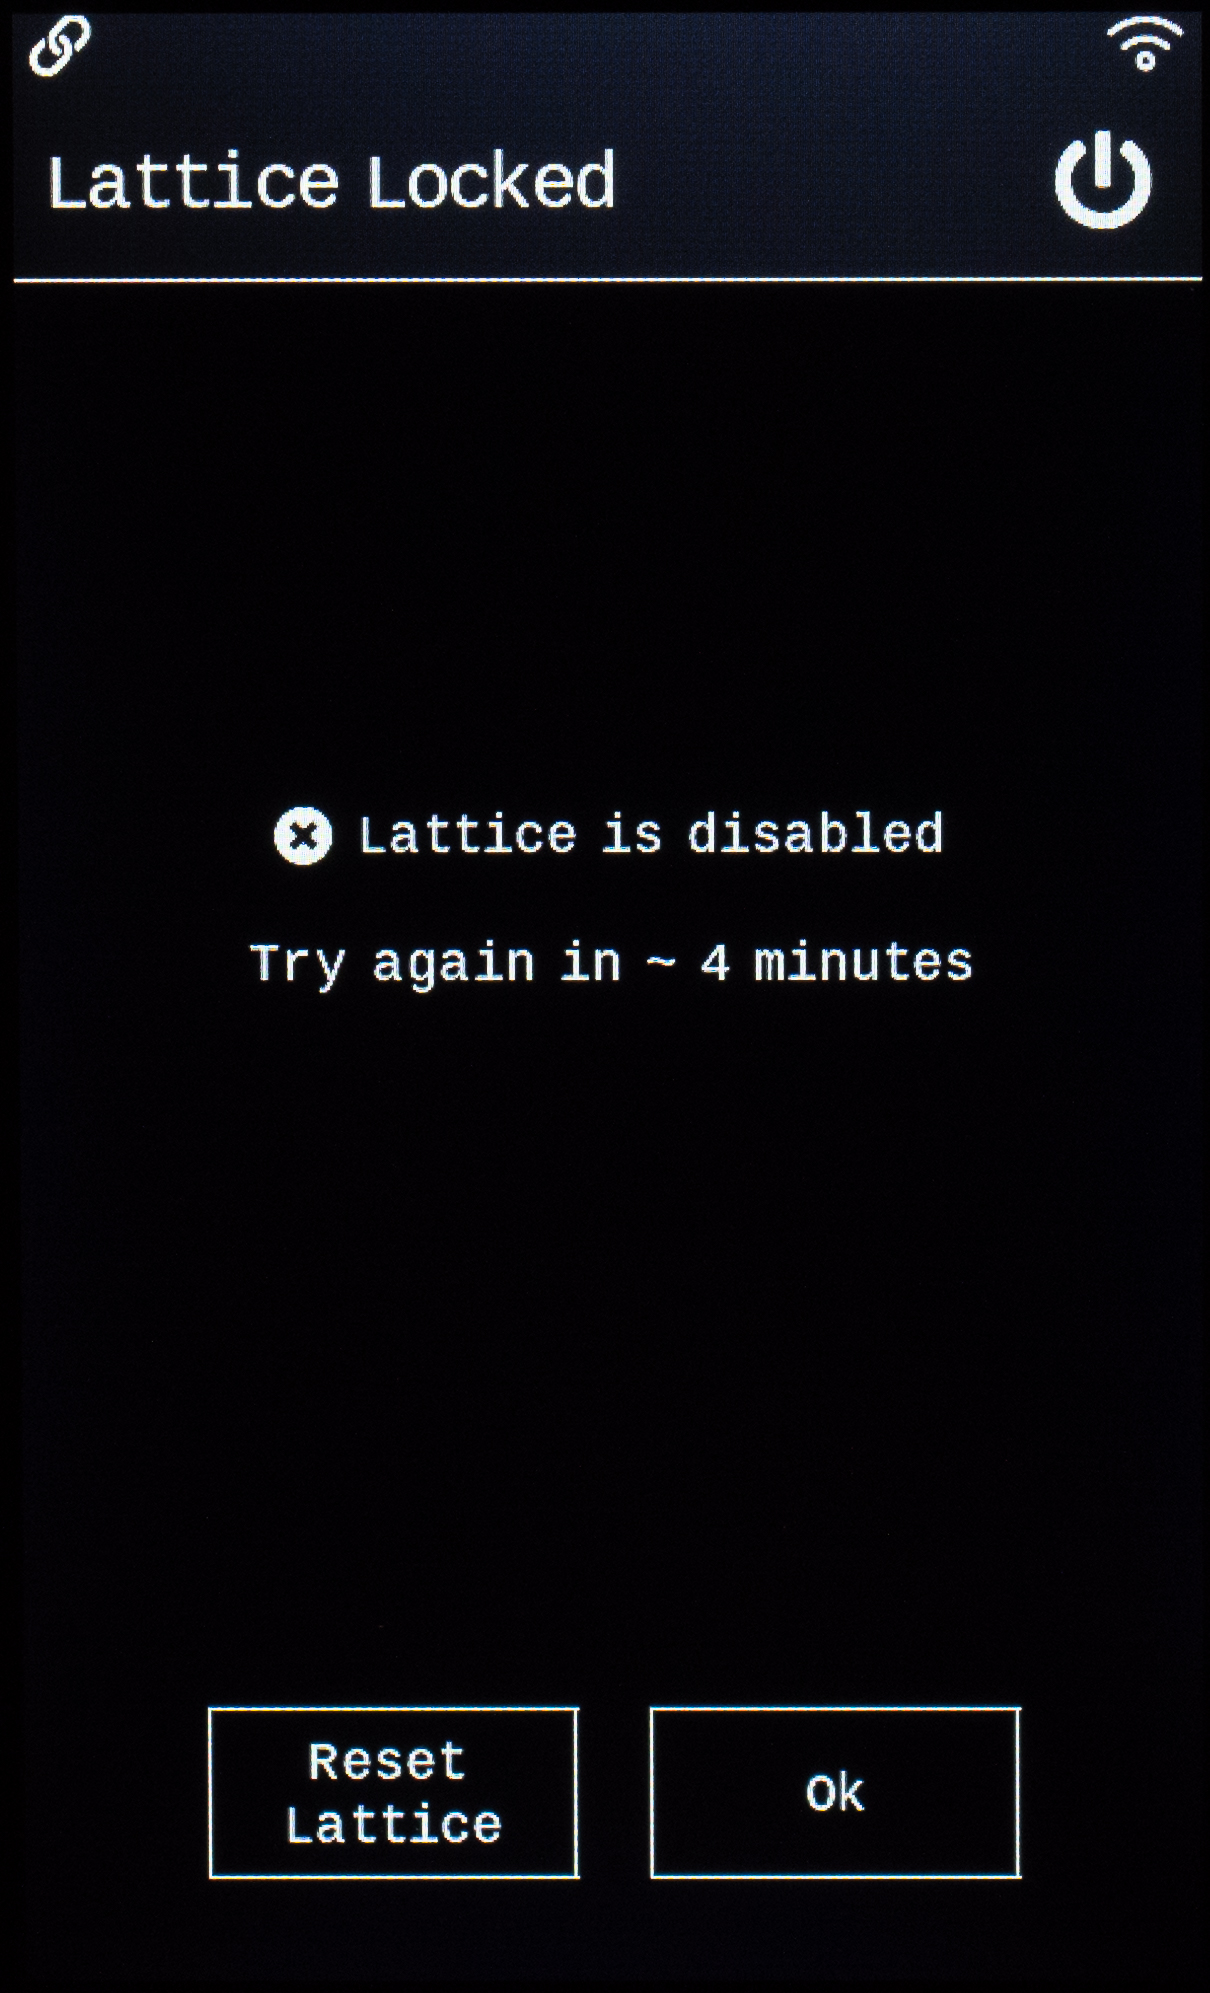 Lattice Locked
Lattice is disabled
Try again in ~ 4 minutes
Reset
Lattice
Ok